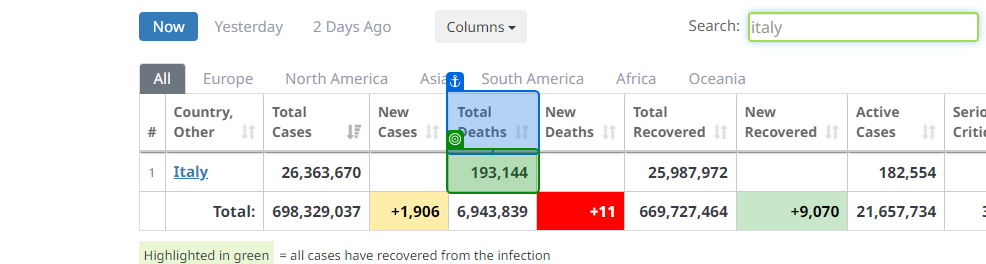 Now Yesterday 2 Days Ago Columns Search: italy
All Europe North America Asia South America Africa Oceania
# Country, Other Total Cases New Cases Total Deaths New Deaths Total Recovered New Recovered Active Cases
1 Italy 26,363,670 193,144 25,987,972 182,554
Total: 698,329,037 +1,906 6,943,839 +11 669,727,464 +9,070 21,657,734
Highlighted in green = all cases have recovered from the infection